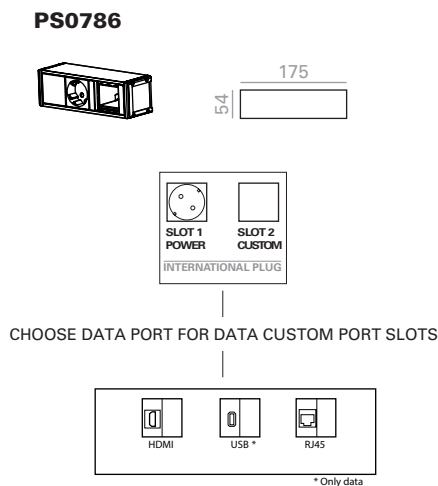 PS0786
175
54
SLOT 1 SLOT 2
POWER CUSTOM
INTERNATIONAL PLUG
CHOOSE DATA PORT FOR DATA CUSTOM PORT SLOTS
HDMI USB * RJ45
* Only data